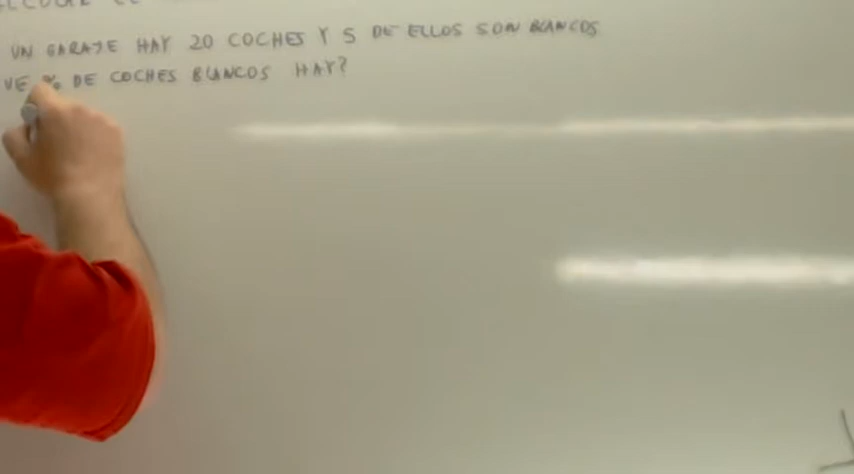 UN GARAJE HAY 20 COCHES Y 5 DE ELLOS SON BLANCOS
VE % DE COCHES BLANCOS HAY?